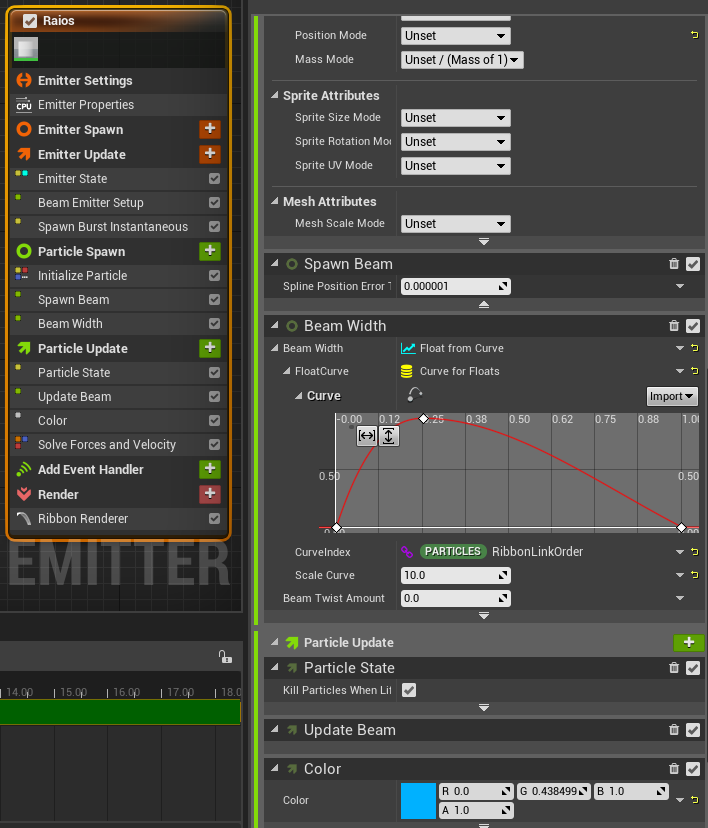 Raios
Emitter Settings
CPU Emitter Properties
Emitter Spawn
Emitter Update
Emitter State
Beam Emitter Setup
Spawn Burst Instantaneous
Particle Spawn
Initialize Particle
Spawn Beam
Beam Width
Particle Update
Particle State
Update Beam
Color
Solve Forces and Velocity
Add Event Handler
Render
Ribbon Renderer
EMITTER
14.00 15.00 16.00 17.00 18.0
Position Mode Unset
Mass Mode Unset / (Mass of 1)
Sprite Attributes
Sprite Size Mode Unset
Sprite Rotation Mo Unset
Sprite UV Mode Unset
Mesh Attributes
Mesh Scale Mode Unset
Spawn Beam
Spline Position Error T 0.000001
Beam Width
Beam Width Float from Curve
FloatCurve Curve for Floats
Curve Import
-0.00 0.12 0.25 0.38 0.50 0.62 0.75 0.88 1.00
0.50 0.50
CurveIndex PARTICLES RibbonLinkOrder
Scale Curve 10.0
Beam Twist Amount 0.0
Particle Update
Particle State
Kill Particles When Lif
Update Beam
Color
Color R 0.0 G 0.438499 B 1.0
A 1.0